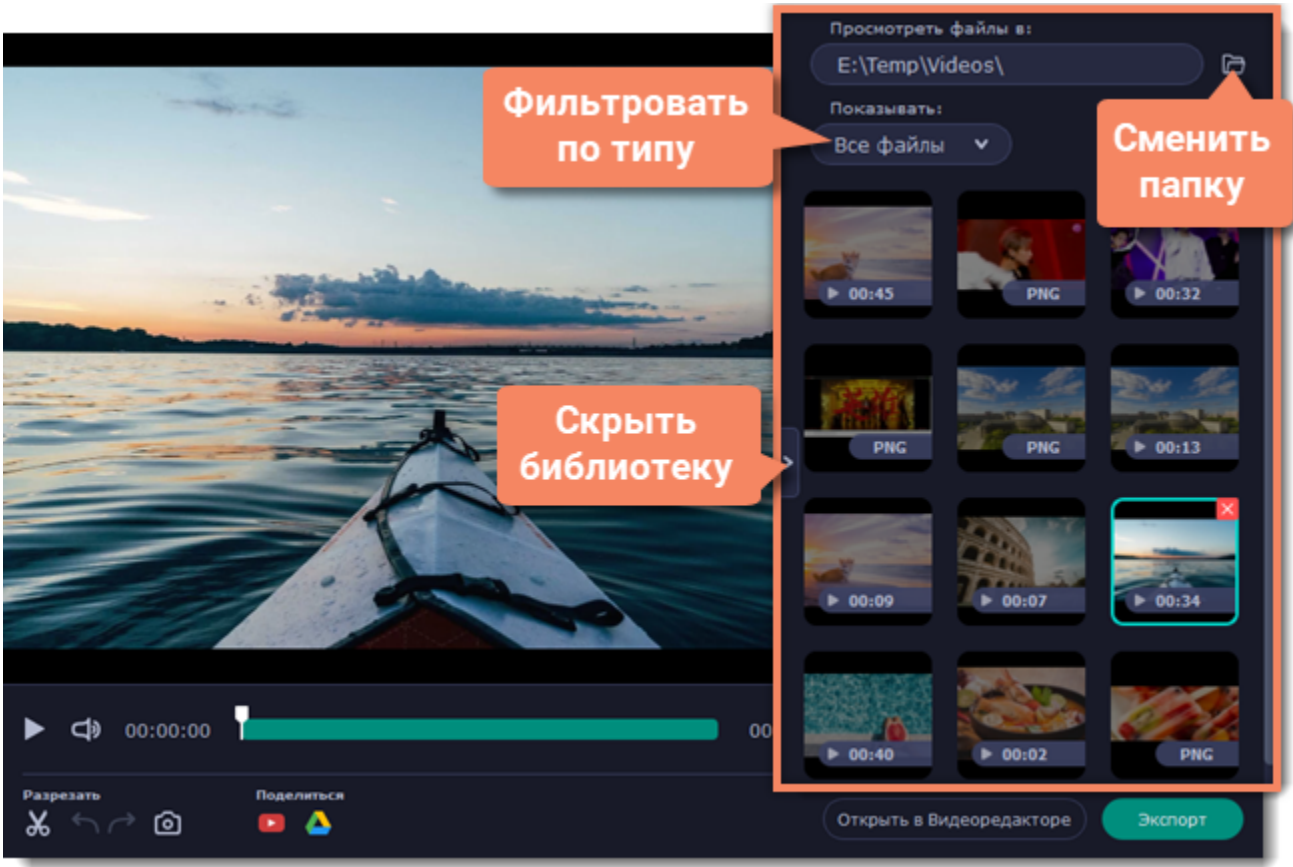 Просмотреть файлы в:
E:\Temp\Videos\
Фильтровать
по типу
Показывать:
Все файлы
Сменить
папку
00:45
PNG
00:32
PNG
PNG
00:13
Скрыть
библиотеку
00:09
00:07
00:34
00:40
00:02
PNG
00:00:00
00
Разрезать
Поделиться
Открыть в Видеоредакторе
Экспорт